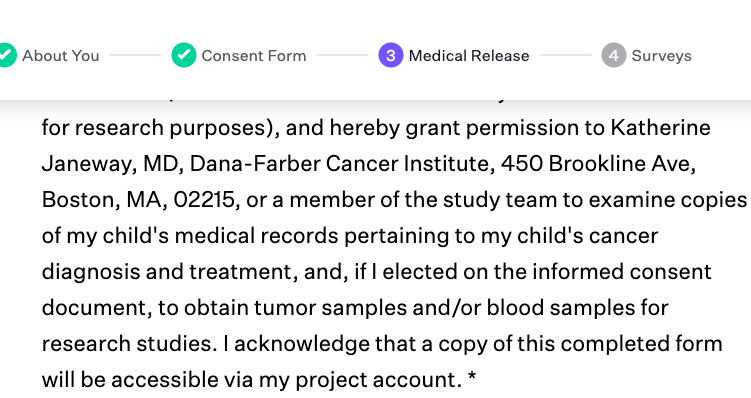 About You
Consent Form
3 Medical Release
4 Surveys
for research purposes), and hereby grant permission to Katherine
Janeway, MD, Dana-Farber Cancer Institute, 450 Brookline Ave,
Boston, MA, 02215, or a member of the study team to examine copies
of my child's medical records pertaining to my child's cancer
diagnosis and treatment, and, if I elected on the informed consent
document, to obtain tumor samples and/or blood samples for
research studies. I acknowledge that a copy of this completed form
will be accessible via my project account. *